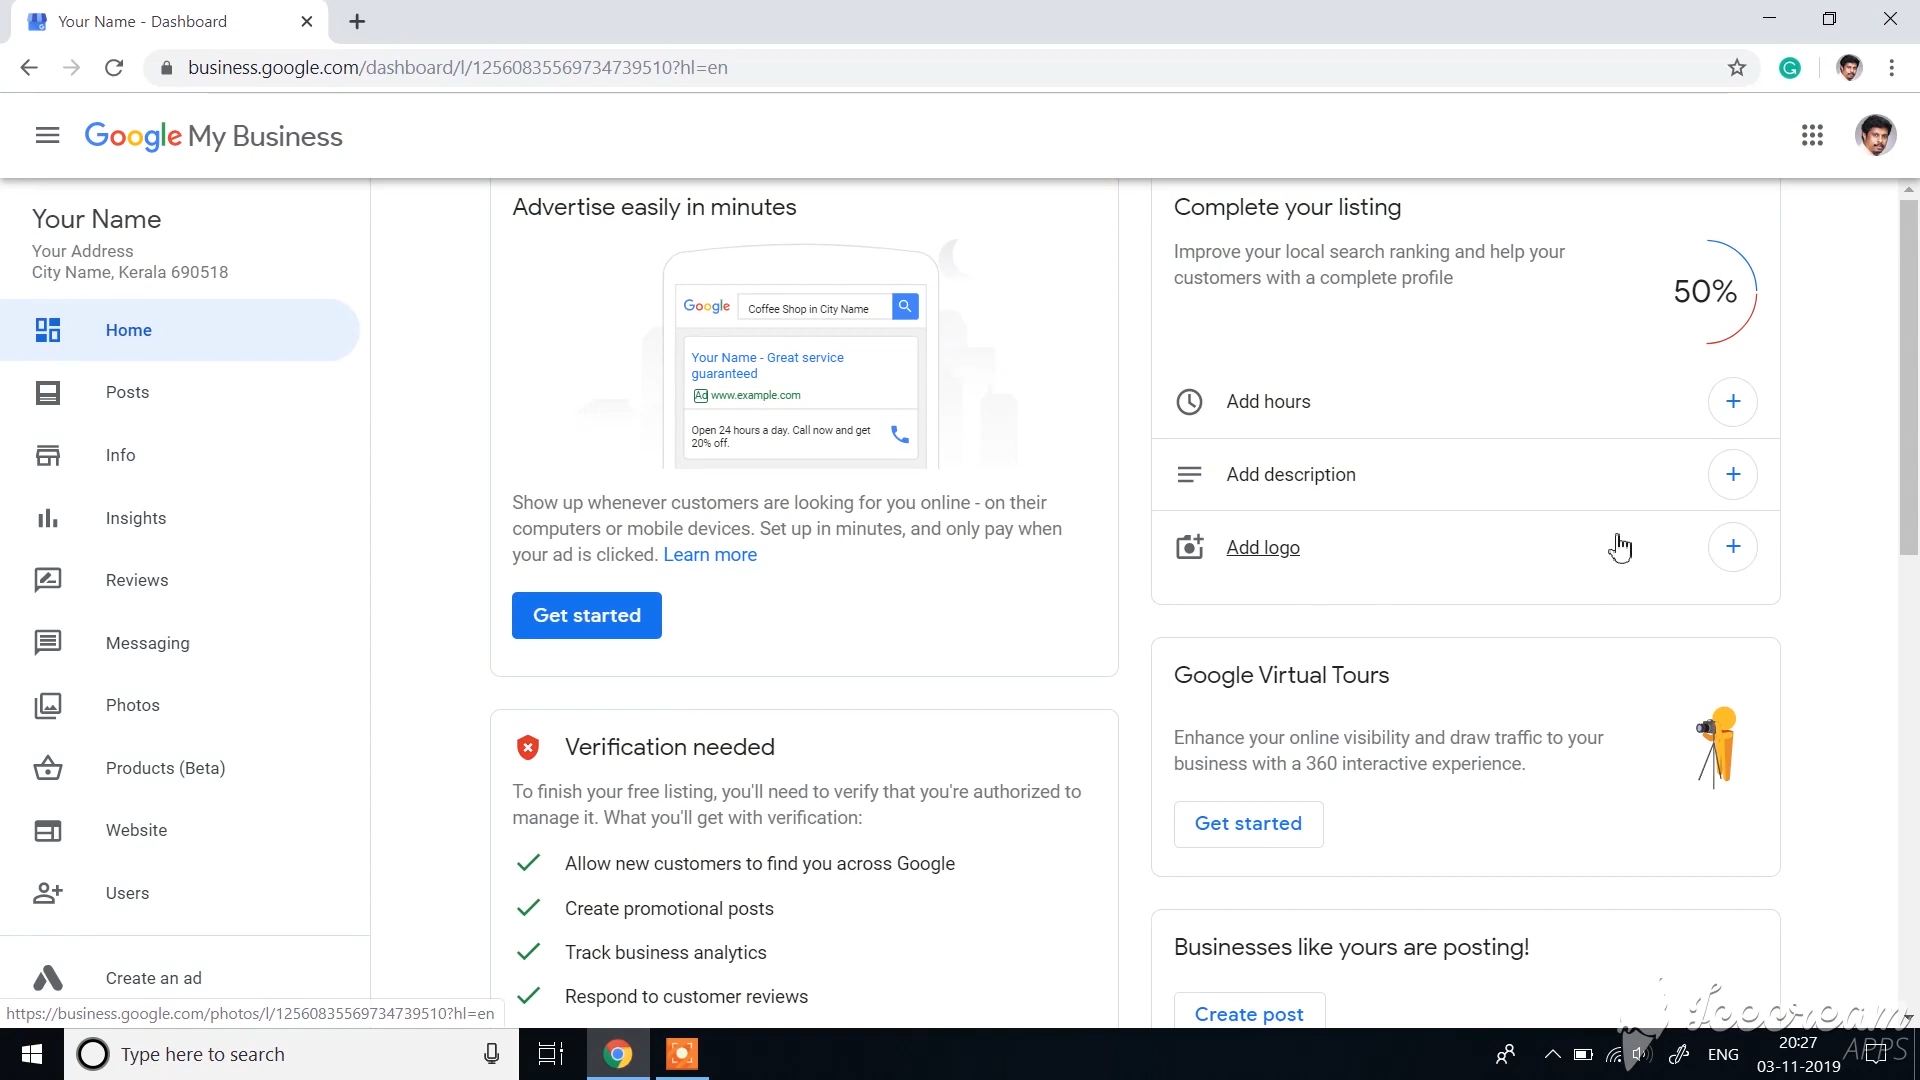 Your Name - Dashboard
business.google.com/dashboard/l/12560835569734739510?hl=en
Google My Business
Your Name
Your Address
City Name, Kerala 690518
Home
Posts
Info
Insights
Reviews
Messaging
Photos
Products (Beta)
Website
Users
Create an ad
Advertise easily in minutes
Google
Coffee Shop in City Name
Your Name - Great service
guaranteed
Ad www.example.com
Open 24 hours a day. Call now and get
20% off.
Show up whenever customers are looking for you online - on their
computers or mobile devices. Set up in minutes, and only pay when
your ad is clicked. Learn more
Get started
Verification needed
To finish your free listing, you'll need to verify that you're authorized to
manage it. What you'll get with verification:
Allow new customers to find you across Google
Create promotional posts
Track business analytics
Respond to customer reviews
Complete your listing
Improve your local search ranking and help your
customers with a complete profile
50%
Add hours
Add description
Add logo
Google Virtual Tours
Enhance your online visibility and draw traffic to your
business with a 360 interactive experience.
Get started
Businesses like yours are posting!
Create post
https://business.google.com/photos/l/12560835569734739510?hl=en
Icecream
APPS
Type here to search
ENG
20:27
03-11-2019